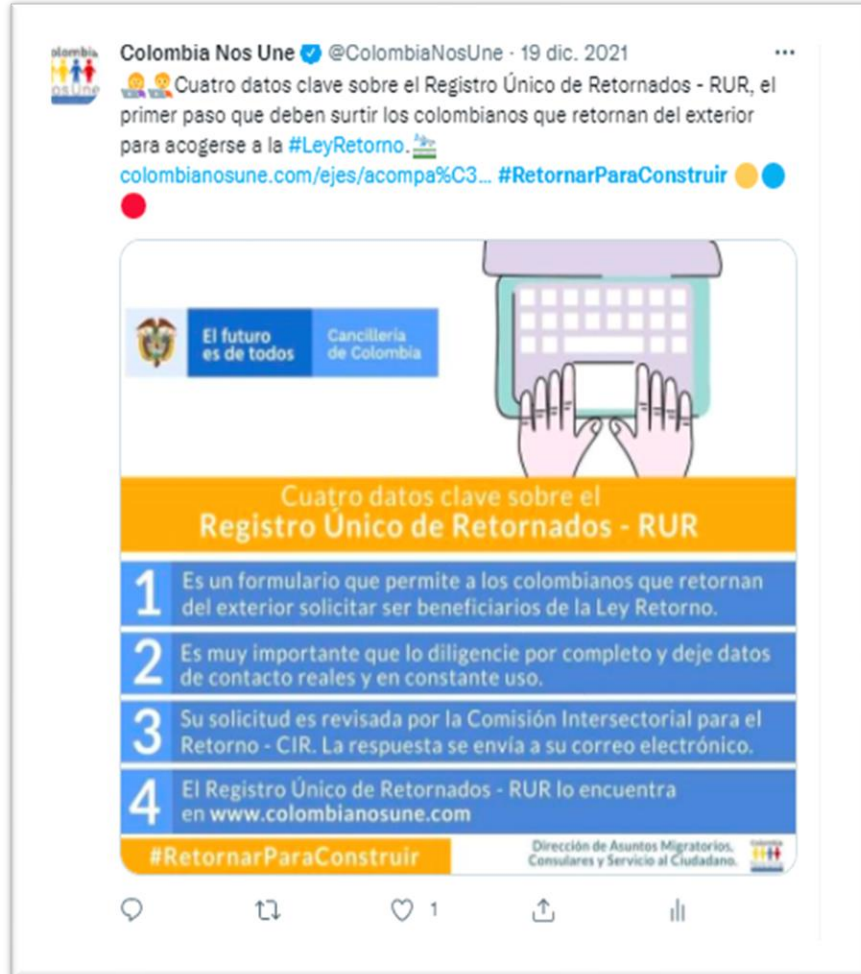 Colombia Nos Une @ColombiaNosUne · 19 dic. 2021
Cuatro datos clave sobre el Registro Único de Retornados - RUR, el
primer paso que deben surtir los colombianos que retornan del exterior
para acogerse a la #LeyRetorno.
colombianosune.com/ejes/acompa%C3... #RetornarParaConstruir
El futuro
es de todos
Cancillería
de Colombia
Cuatro datos clave sobre el
Registro Único de Retornados - RUR
1 Es un formulario que permite a los colombianos que retornan
del exterior solicitar ser beneficiarios de la Ley Retorno.
2 Es muy importante que lo diligencie por completo y deje datos
de contacto reales y en constante uso.
3 Su solicitud es revisada por la Comisión Intersectorial para el
Retorno - CIR. La respuesta se envía a su correo electrónico.
4 El Registro Único de Retornados - RUR lo encuentra
en www.colombianosune.com
#RetornarParaConstruir
Dirección de Asuntos Migratorios,
Consulares y Servicio al Ciudadano.
1